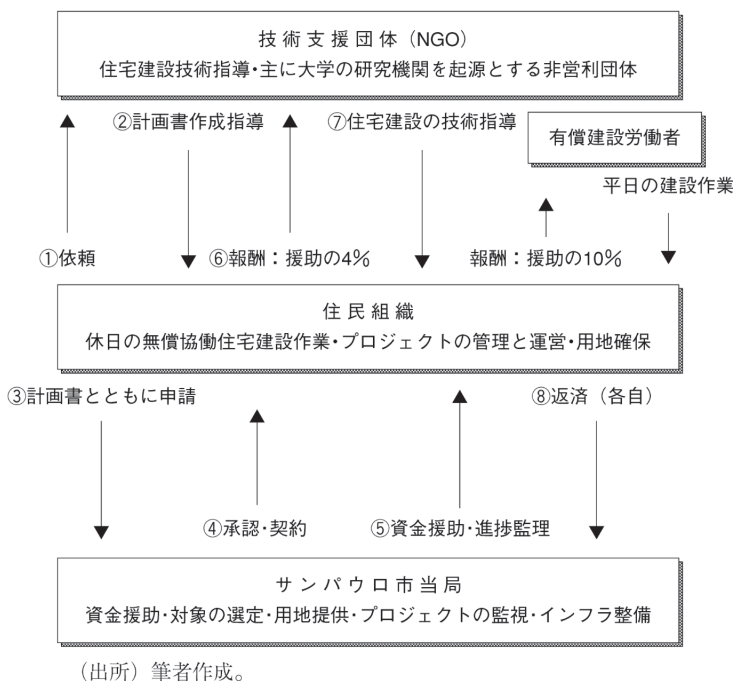 技術支援団体（NGO）
住宅建設技術指導･主に大学の研究機関を起源とする非営利団体
②計画書作成指導
⑦住宅建設の技術指導
有償建設労働者
平日の建設作業
①依頼
⑥報酬：援助の4％
報酬：援助の10％
住民組織
休日の無償協働住宅建設作業･プロジェクトの管理と運営･用地確保
③計画書とともに申請
⑧返済（各自）
④承認･契約
⑤資金援助･進捗監理
サンパウロ市当局
資金援助･対象の選定･用地提供･プロジェクトの監視･インフラ整備
（出所）筆者作成。